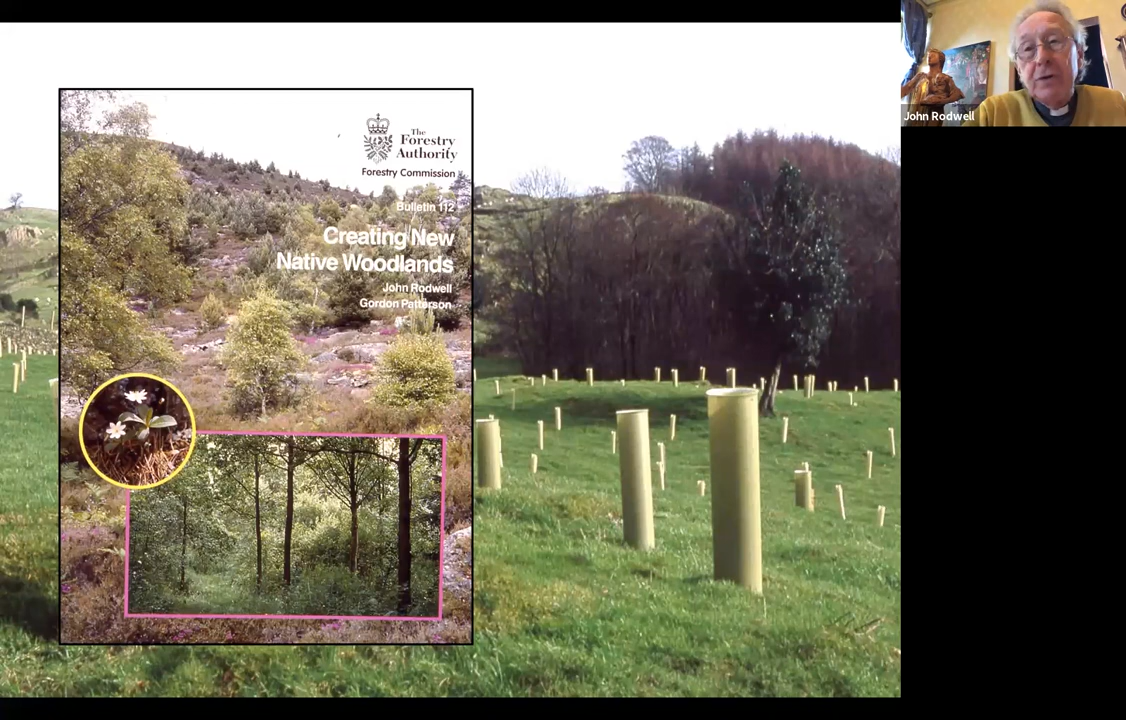 The
Forestry
Authority
Forestry Commission
Bulletin 112
Creating New
Native Woodlands
John Rodwell
Gordon Patterson
John Rodwell